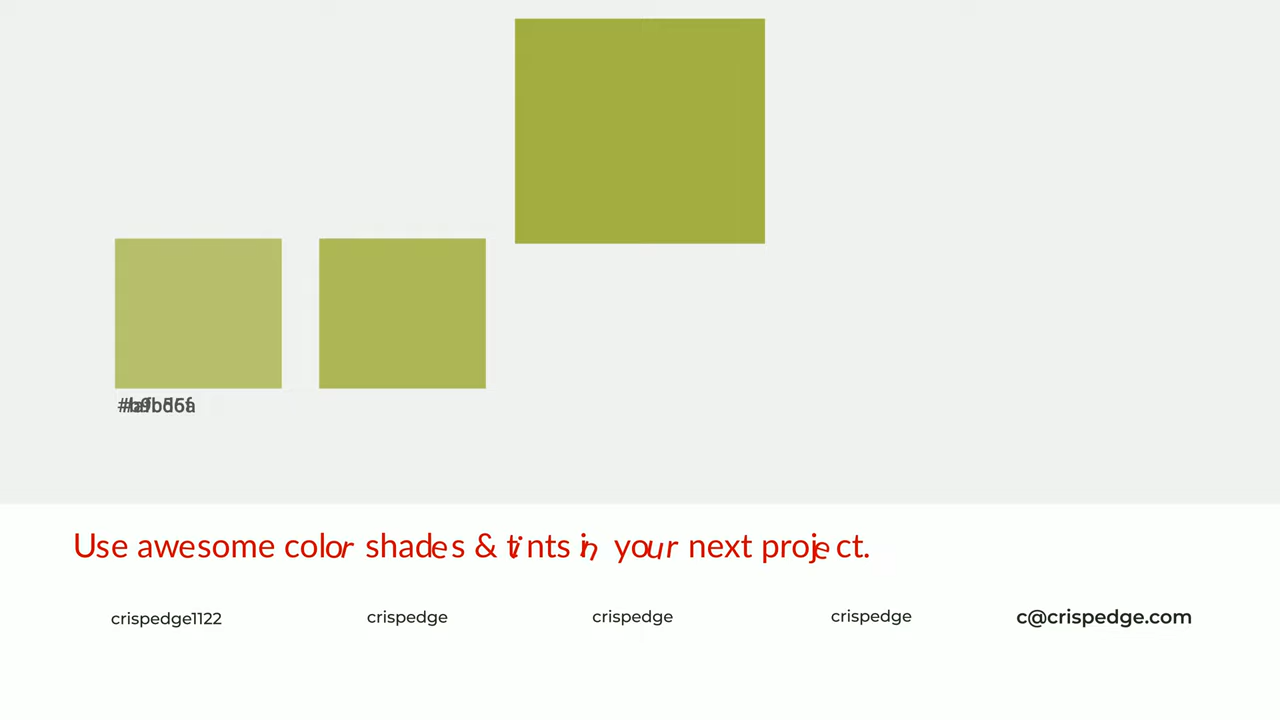 Use awesome color shades & tints in your next project.
crispedge1122 crispedge crispedge crispedge c@crispedge.com